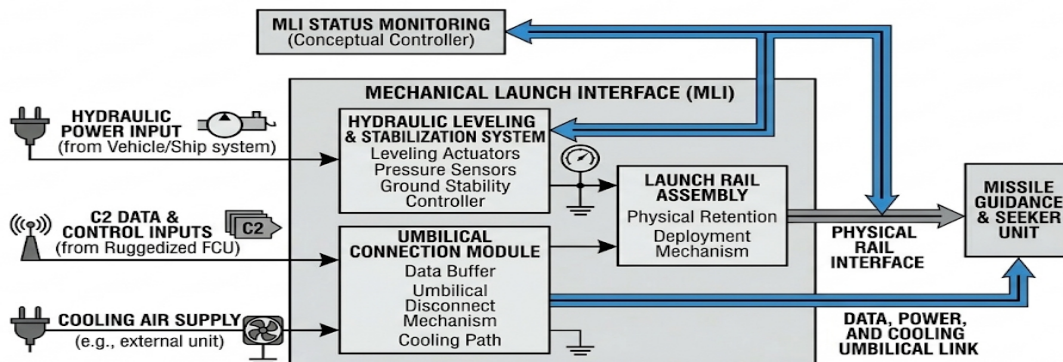 MLI STATUS MONITORING
(Conceptual Controller)
MECHANICAL LAUNCH INTERFACE (MLI)
HYDRAULIC
POWER INPUT
(from Vehicle/Ship system)
HYDRAULIC LEVELING
& STABILIZATION SYSTEM
Leveling Actuators
Pressure Sensors
Ground Stability
Controller
LAUNCH RAIL
ASSEMBLY
Physical Retention
Deployment
Mechanism
MISSILE
GUIDANCE
& SEEKER
UNIT
PHYSICAL
RAIL
INTERFACE
C2 DATA &
CONTROL INPUTS
(from Ruggedized FCU)
C2
UMBILICAL
CONNECTION MODULE
Data Buffer
Umbilical
Disconnect
Mechanism
Cooling Path
COOLING AIR SUPPLY
(e.g., external unit)
DATA, POWER,
AND COOLING
UMBILICAL LINK